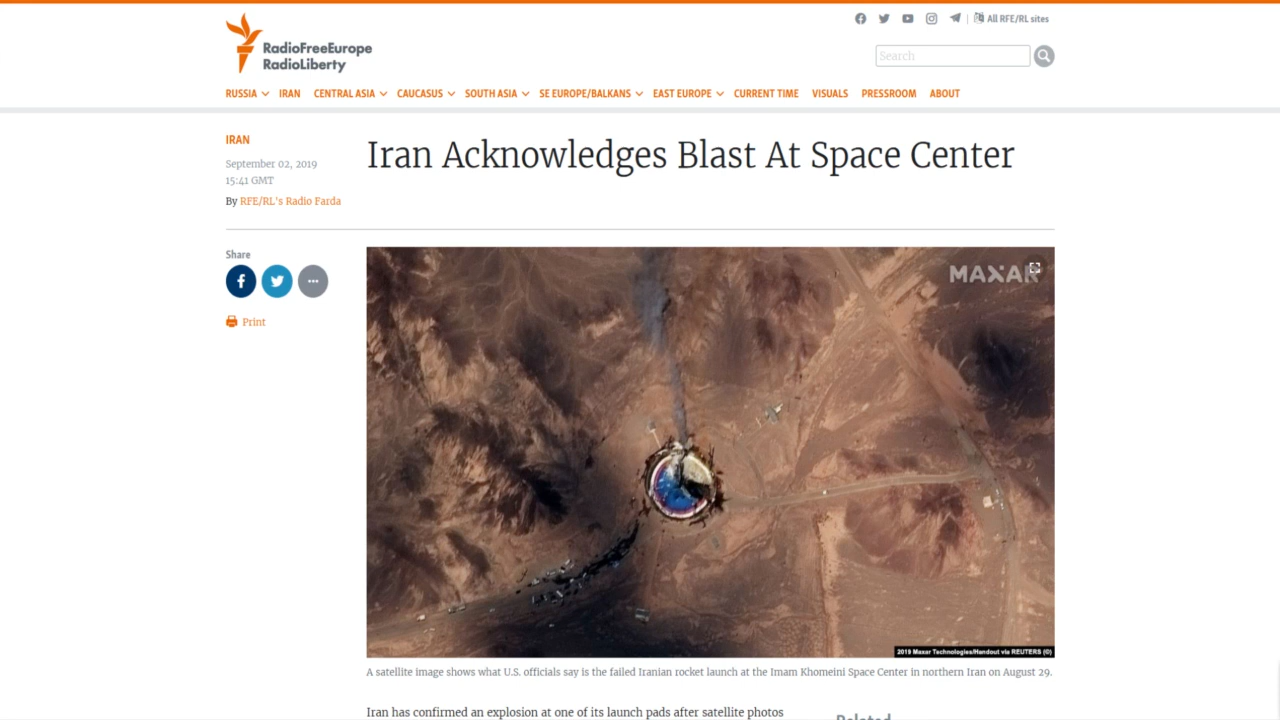 RadioFreeEurope
RadioLiberty
All RFE/RL sites
Search
RUSSIA IRAN CENTRAL ASIA CAUCASUS SOUTH ASIA SE EUROPE/BALKANS EAST EUROPE CURRENT TIME VISUALS PRESSROOM ABOUT
IRAN
September 02, 2019
15:41 GMT
By RFE/RL's Radio Farda
Iran Acknowledges Blast At Space Center
Share
Print
MAXAR
2019 Maxar Technologies/Handout via REUTERS (©)
A satellite image shows what U.S. officials say is the failed Iranian rocket launch at the Imam Khomeini Space Center in northern Iran on August 29.
Iran has confirmed an explosion at one of its launch pads after satellite photos
Related